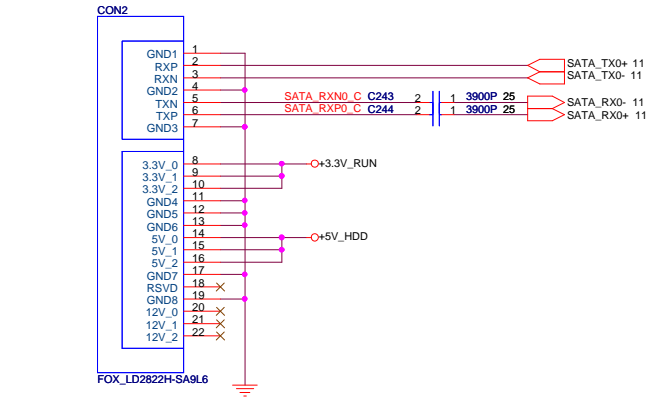 CON2
GND1 1
RXP 2 SATA_TX0+ 11
RXN 3 SATA_TX0- 11
GND2 4
TXN 5 SATA_RXN0_C C243 2 1 3900P 25 SATA_RX0- 11
TXP 6 SATA_RXP0_C C244 2 1 3900P 25 SATA_RX0+ 11
GND3 7
3.3V_0 8 +3.3V_RUN
3.3V_1 9
3.3V_2 10
GND4 11
GND5 12
GND6 13
5V_0 14 +5V_HDD
5V_1 15
5V_2 16
GND7 17
RSVD 18
GND8 19
12V_0 20
12V_1 21
12V_2 22
FOX_LD2822H-SA9L6